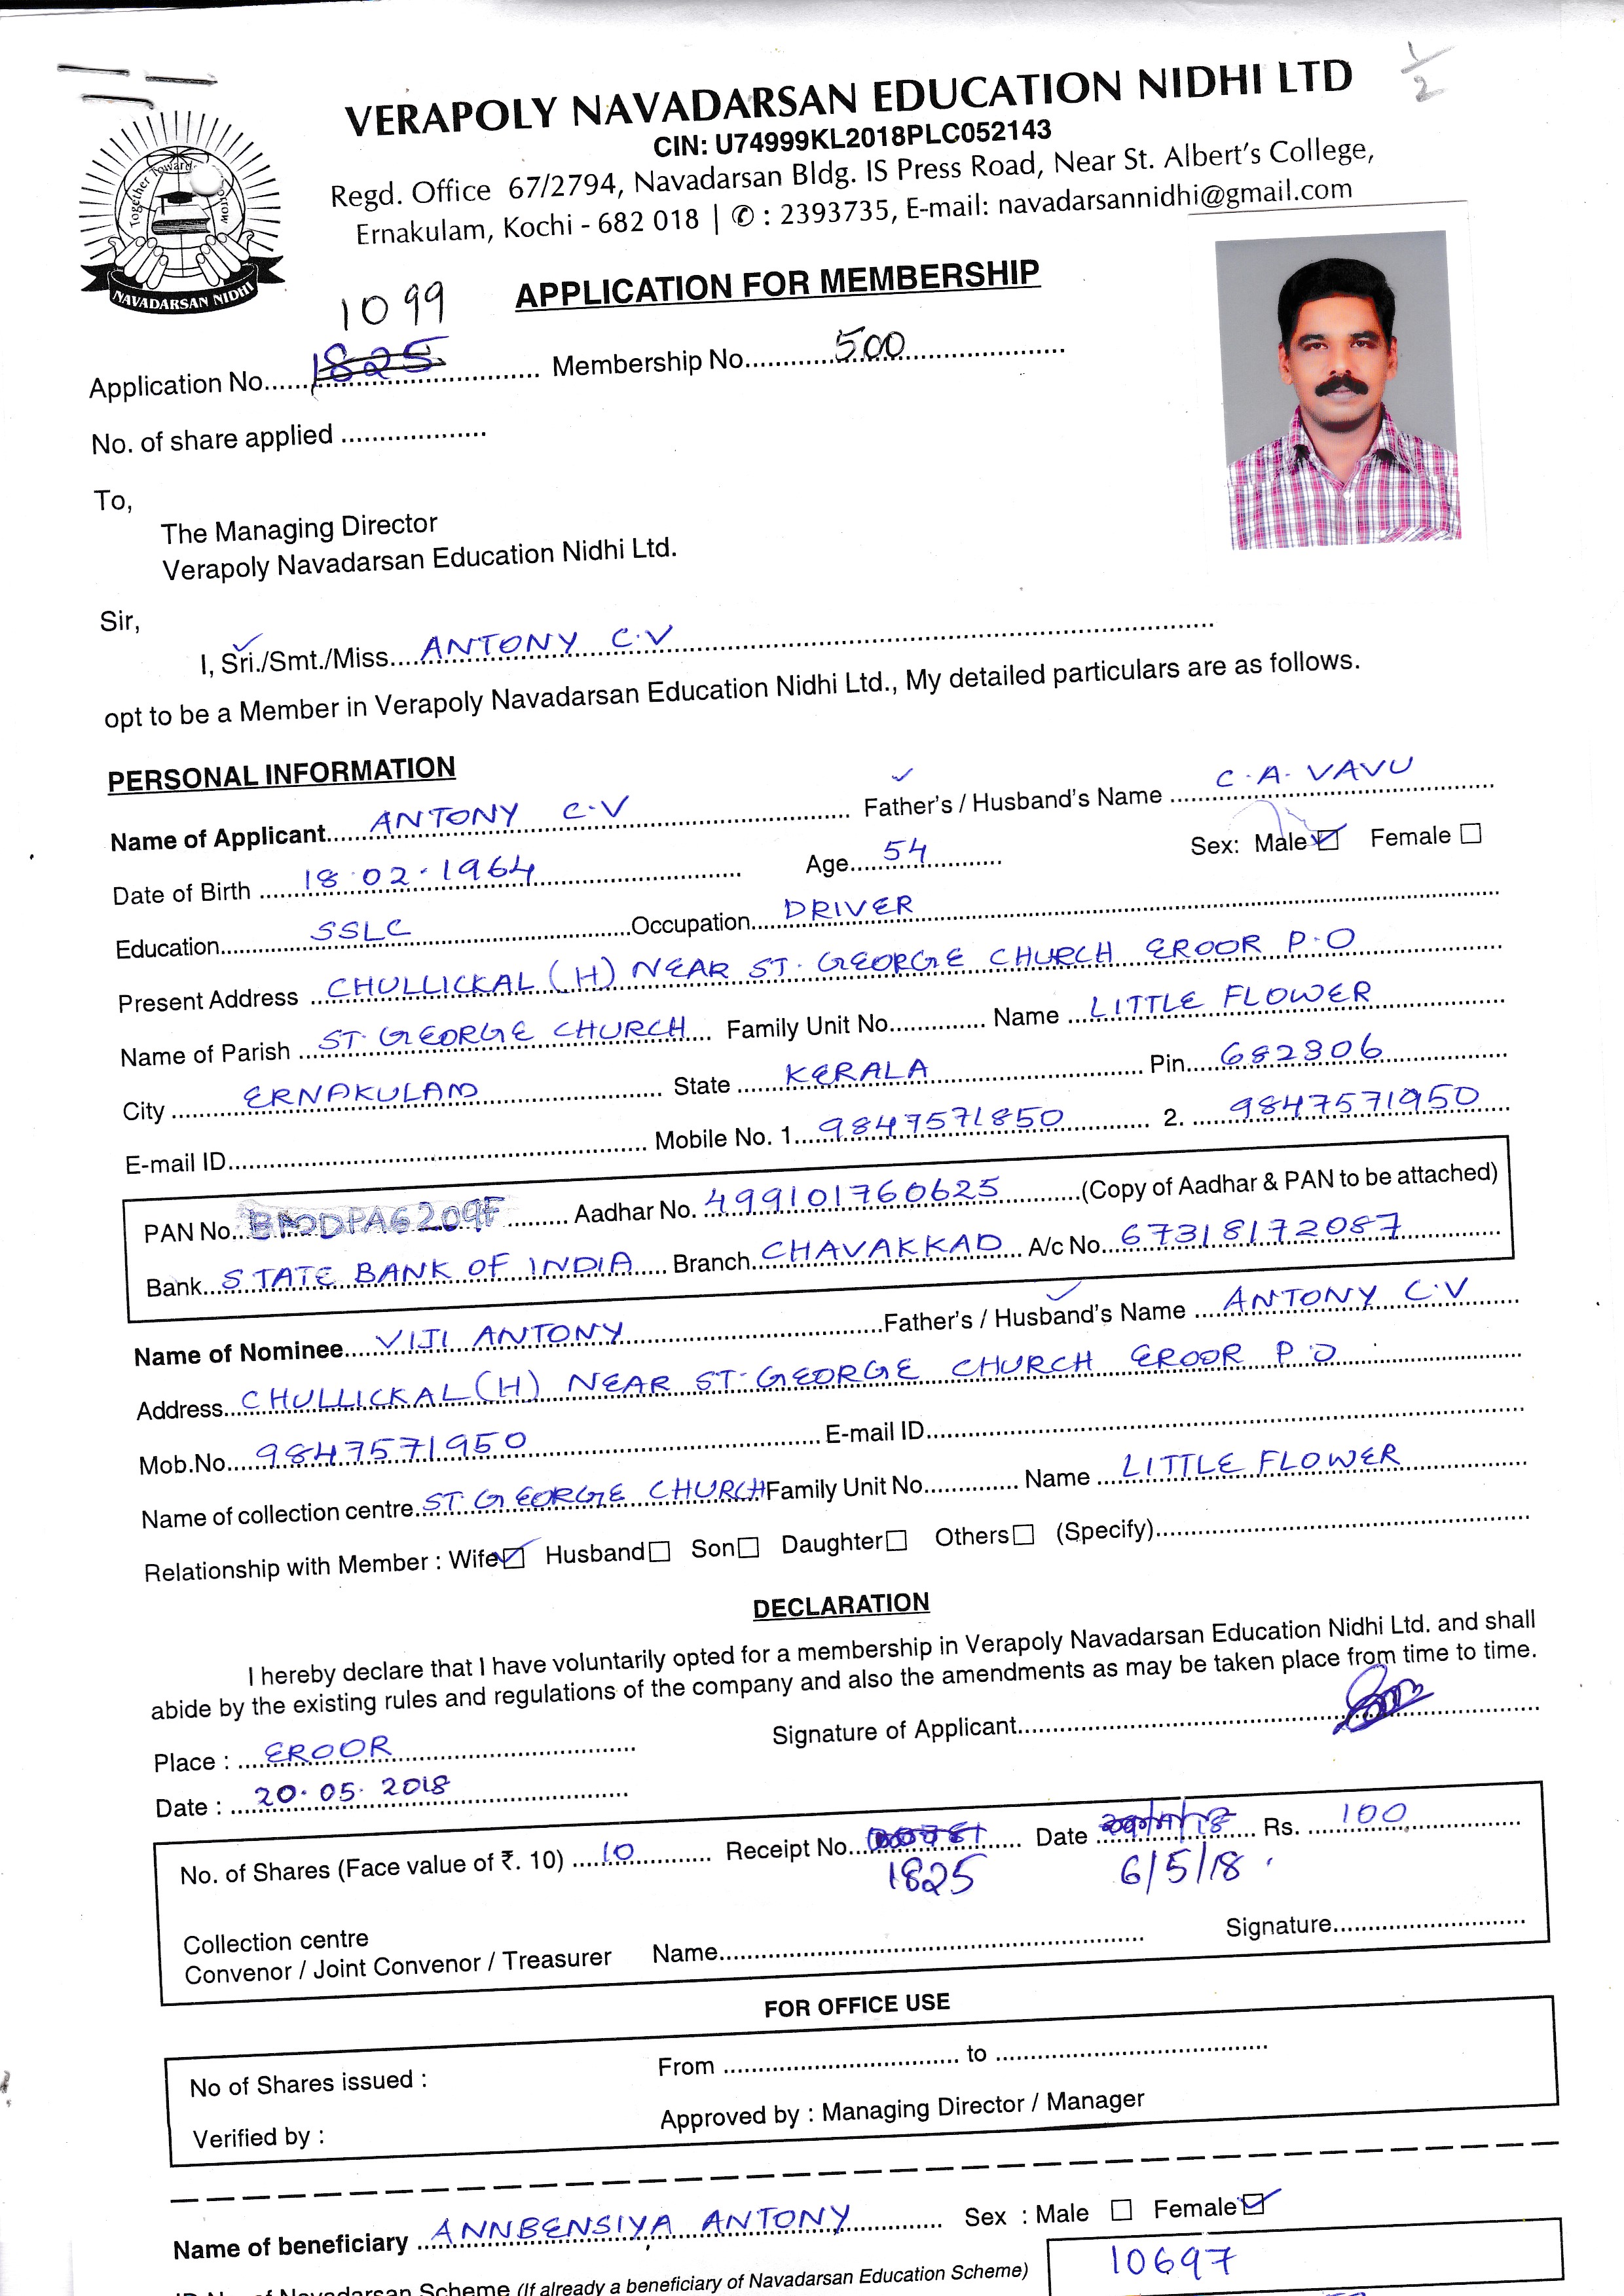 1/2
VERAPOLY NAVADARSAN EDUCATION NIDHI LTD
CIN: U74999KL2018PLC052143
Regd. Office 67/2794, Navadarsan Bldg. IS Press Road, Near St. Albert's College,
Ernakulam, Kochi - 682 018 | ✆ : 2393735, E-mail: navadarsannidhi@gmail.com
Together Towards
NAVADARSAN NIDHI
APPLICATION FOR MEMBERSHIP
1099
Application No. 1825 Membership No. 500
No. of share applied
To,
The Managing Director
Verapoly Navadarsan Education Nidhi Ltd.
Sir,
I, Sri./Smt./Miss. ANTONY C.V
opt to be a Member in Verapoly Navadarsan Education Nidhi Ltd., My detailed particulars are as follows.
PERSONAL INFORMATION
Name of Applicant ANTONY C.V Father's / Husband's Name C.A. VAVU
Date of Birth 18.02.1964 Age 54 Sex: Male ☑ Female ☐
Education SSLC Occupation DRIVER
Present Address CHULLICKAL (H) NEAR ST. GEORGE CHURCH EROOR P.O
Name of Parish ST. GEORGE CHURCH Family Unit No. Name LITTLE FLOWER
City ERNAKULAM State KERALA Pin 682306
E-mail ID Mobile No. 1. 9847571850 2. 9847571950
PAN No. Aadhar No. 499101760625 (Copy of Aadhar & PAN to be attached)
Bank STATE BANK OF INDIA Branch CHAVAKKAD A/c No. 67318172087
Name of Nominee VIJI ANTONY Father's / Husband's Name ANTONY C.V
Address CHULLICKAL (H) NEAR ST. GEORGE CHURCH EROOR P.O
Mob.No. 9847571950 E-mail ID
Name of collection centre ST. GEORGE CHURCH Family Unit No. Name LITTLE FLOWER
Relationship with Member : Wife ☑ Husband ☐ Son ☐ Daughter ☐ Others ☐ (Specify)
DECLARATION
I hereby declare that I have voluntarily opted for a membership in Verapoly Navadarsan Education Nidhi Ltd. and shall
abide by the existing rules and regulations of the company and also the amendments as may be taken place from time to time.
Signature of Applicant
Place : EROOR
Date : 20.05.2018
No. of Shares (Face value of ₹. 10) 10 Receipt No. Date Rs. 100
1825 6/5/18
Collection centre
Convenor / Joint Convenor / Treasurer Name Signature
FOR OFFICE USE
No of Shares issued : From to
Verified by : Approved by : Managing Director / Manager
Name of beneficiary ANNBENSIYA ANTONY Sex : Male ☐ Female ☑
Navadarsan Scheme (If already a beneficiary of Navadarsan Education Scheme) 10697